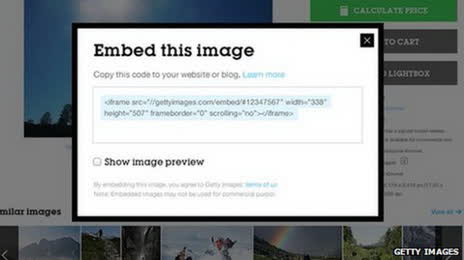 CALCULATE PRICE
TO CART
LIGHTBOX
Embed this image
Copy this code to your website or blog. Learn more
<iframe src="//gettyimages.com/embed/#12347567" width="338"
height="507" frameborder="0" scrolling="no"></iframe>
Show image preview
By embedding this image, you agree to Getty Images' terms of us
Note: Embedded images may not be used for commercial purpor
milar images
View all
GETTY IMAGES